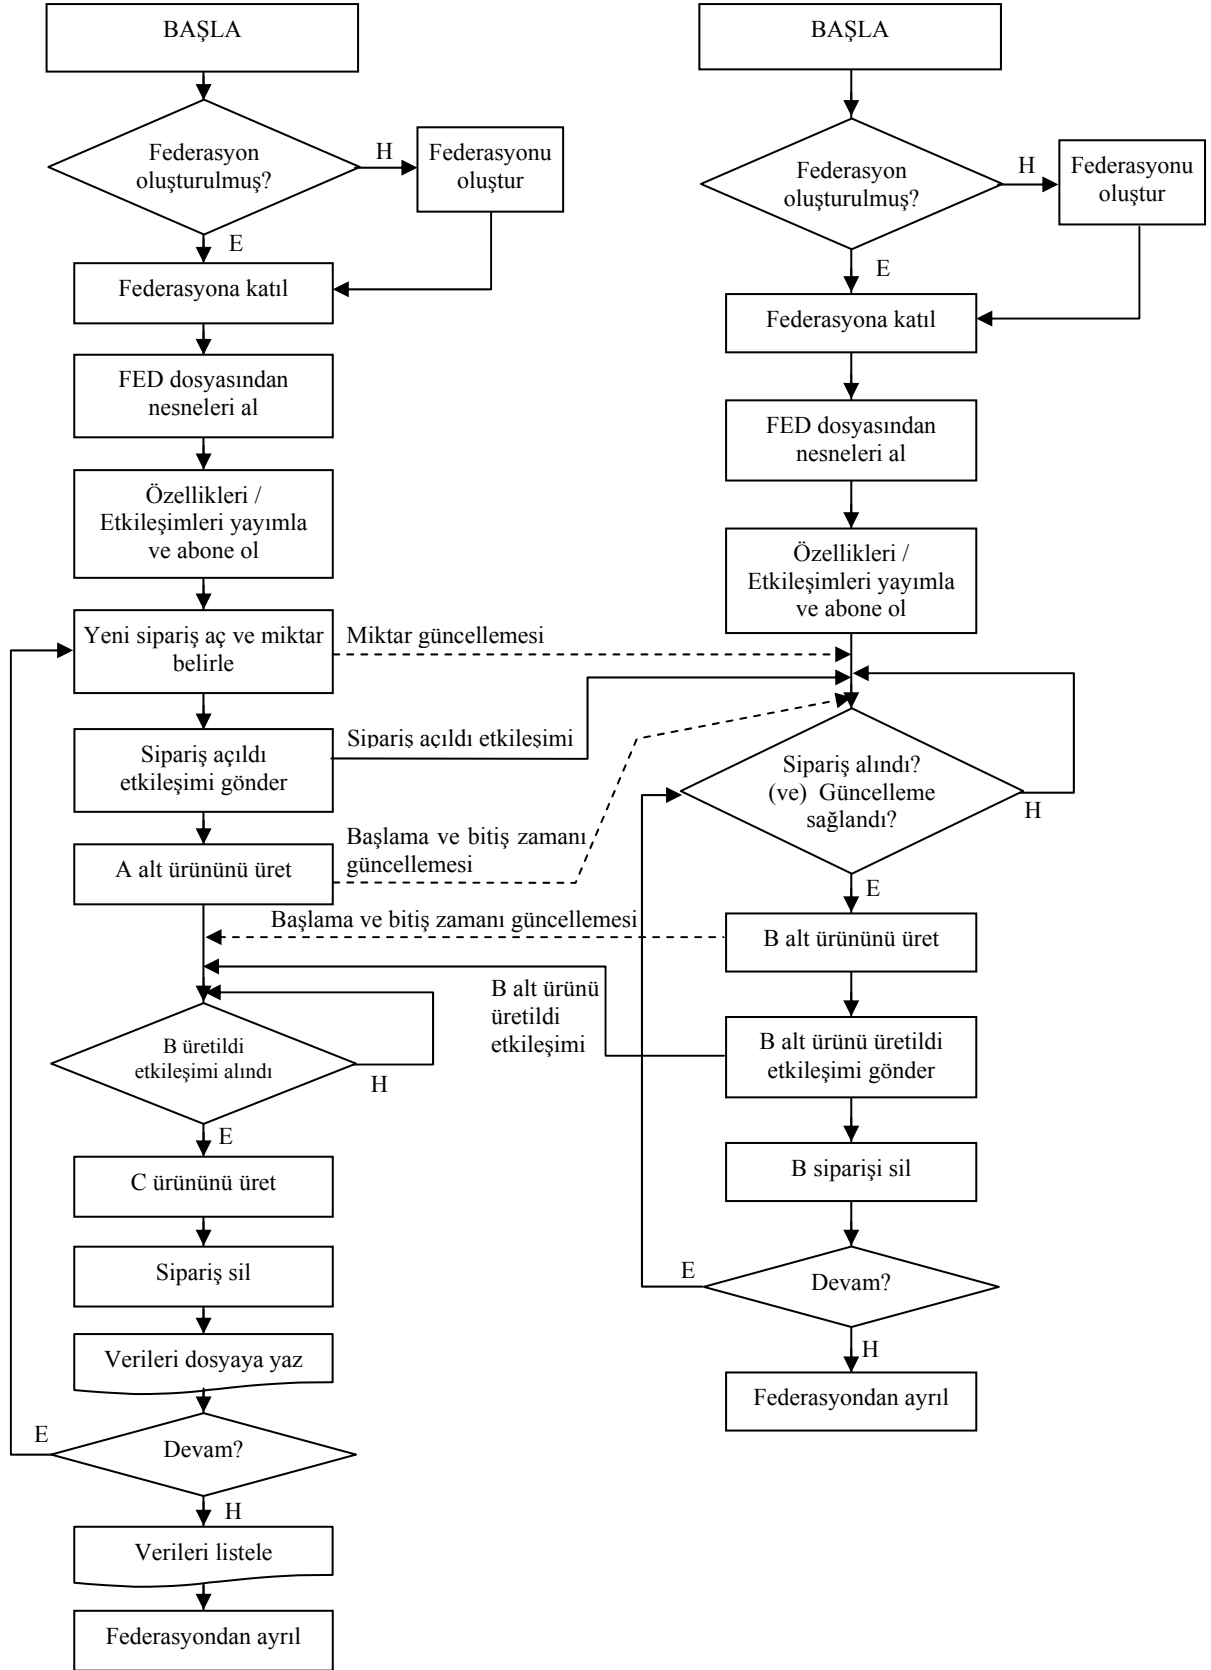 BAŞLA
Federasyon
oluşturulmuş?
H
Federasyonu
oluştur
E
Federasyona katıl
FED dosyasından
nesneleri al
Özellikleri /
Etkileşimleri yayımla
ve abone ol
Yeni sipariş aç ve miktar
belirle
Miktar güncellemesi
Sipariş açıldı
etkileşimi gönder
Sipariş açıldı etkileşimi
A alt ürününü üret
Başlama ve bitiş zamanı
güncellemesi
Başlama ve bitiş zamanı güncellemesi
B alt ürünü
üretildi
etkileşimi
B üretildi
etkileşimi alındı
H
E
C ürününü üret
Sipariş sil
Verileri dosyaya yaz
E
Devam?
H
Verileri listele
Federasyondan ayrıl
BAŞLA
Federasyon
oluşturulmuş?
H
Federasyonu
oluştur
E
Federasyona katıl
FED dosyasından
nesneleri al
Özellikleri /
Etkileşimleri yayımla
ve abone ol
Sipariş alındı?
(ve) Güncelleme
sağlandı?
H
E
B alt ürününü üret
B alt ürünü üretildi
etkileşimi gönder
B siparişi sil
E
Devam?
H
Federasyondan ayrıl